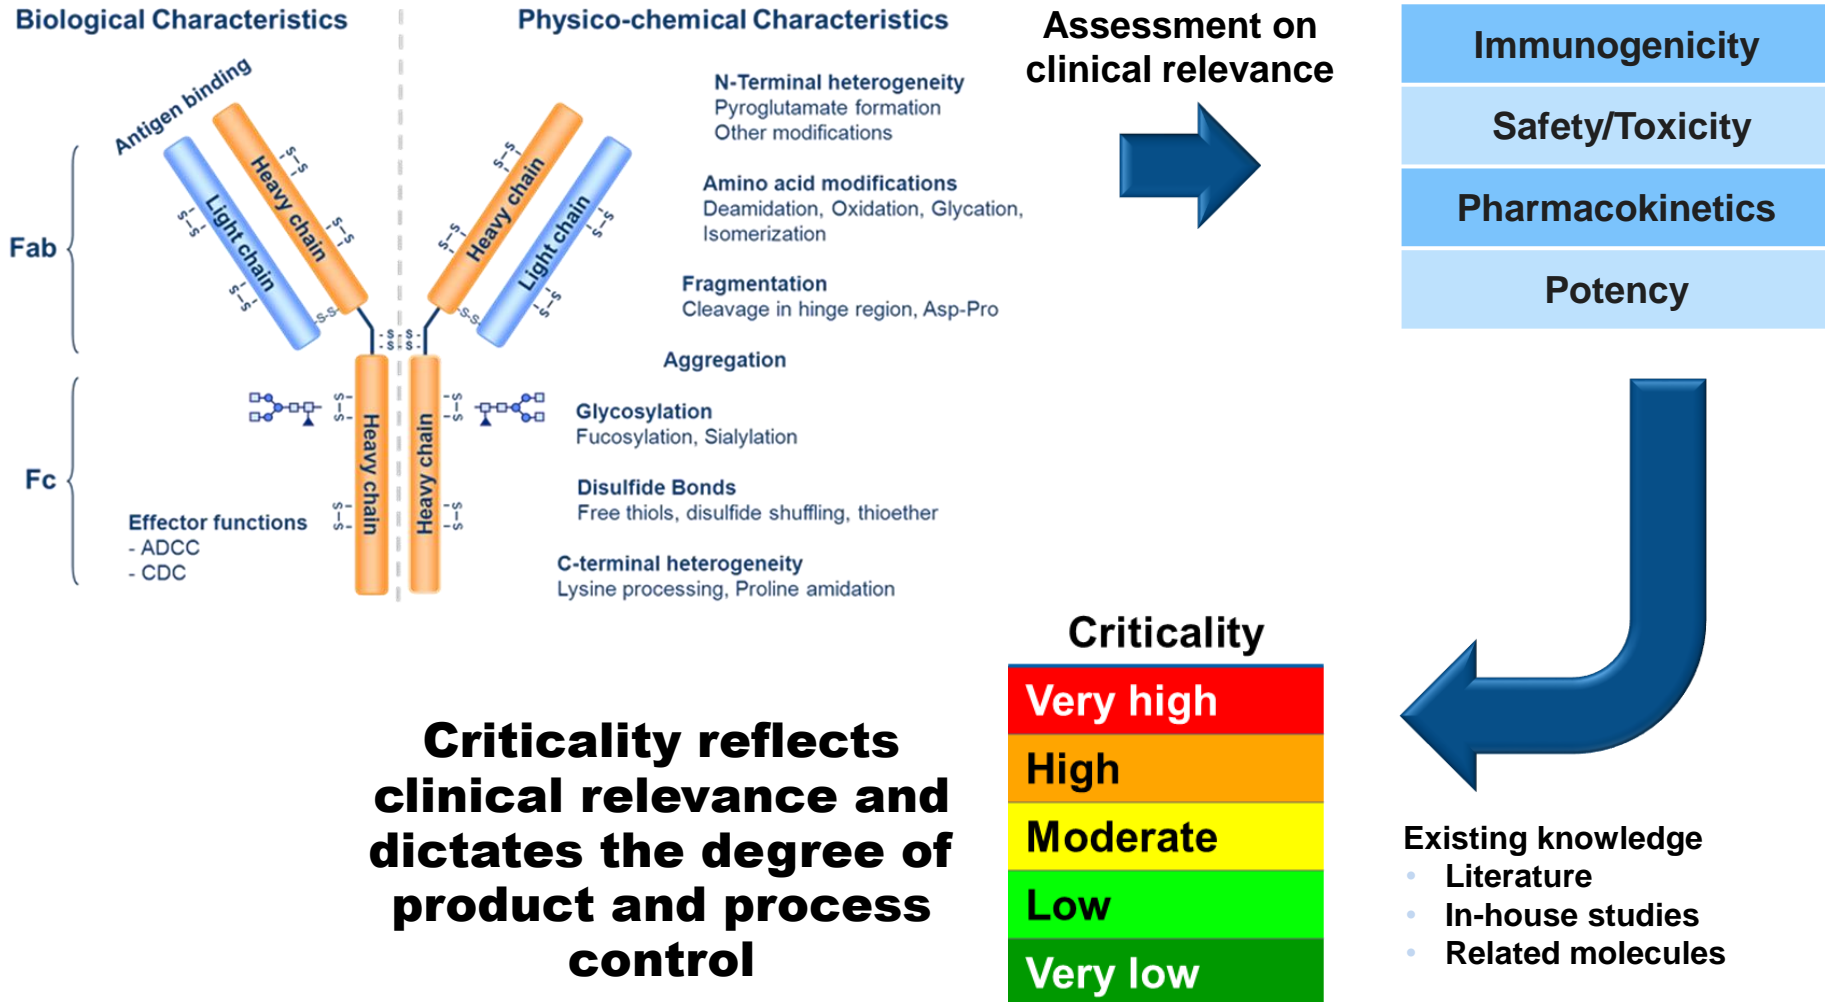 Biological Characteristics
Physico-chemical Characteristics
Antigen binding
Fab
Fc
Heavy chain
Light chain
Heavy chain
Light chain
Heavy chain
Heavy chain
S-S
S-S
S-S
S-S
-S-S-
S-S
S-S
S-S
S-S
-S-S-
- S - S -
- S - S -
S-S
S-S
S-S
S-S
Effector functions
- ADCC
- CDC
N-Terminal heterogeneity
Pyroglutamate formation
Other modifications
Amino acid modifications
Deamidation, Oxidation, Glycation,
Isomerization
Fragmentation
Cleavage in hinge region, Asp-Pro
Aggregation
Glycosylation
Fucosylation, Sialylation
Disulfide Bonds
Free thiols, disulfide shuffling, thioether
C-terminal heterogeneity
Lysine processing, Proline amidation
Assessment on
clinical relevance
Immunogenicity
Safety/Toxicity
Pharmacokinetics
Potency
Criticality
Very high
High
Moderate
Low
Very low
Criticality reflects
clinical relevance and
dictates the degree of
product and process
control
Existing knowledge
• Literature
• In-house studies
• Related molecules